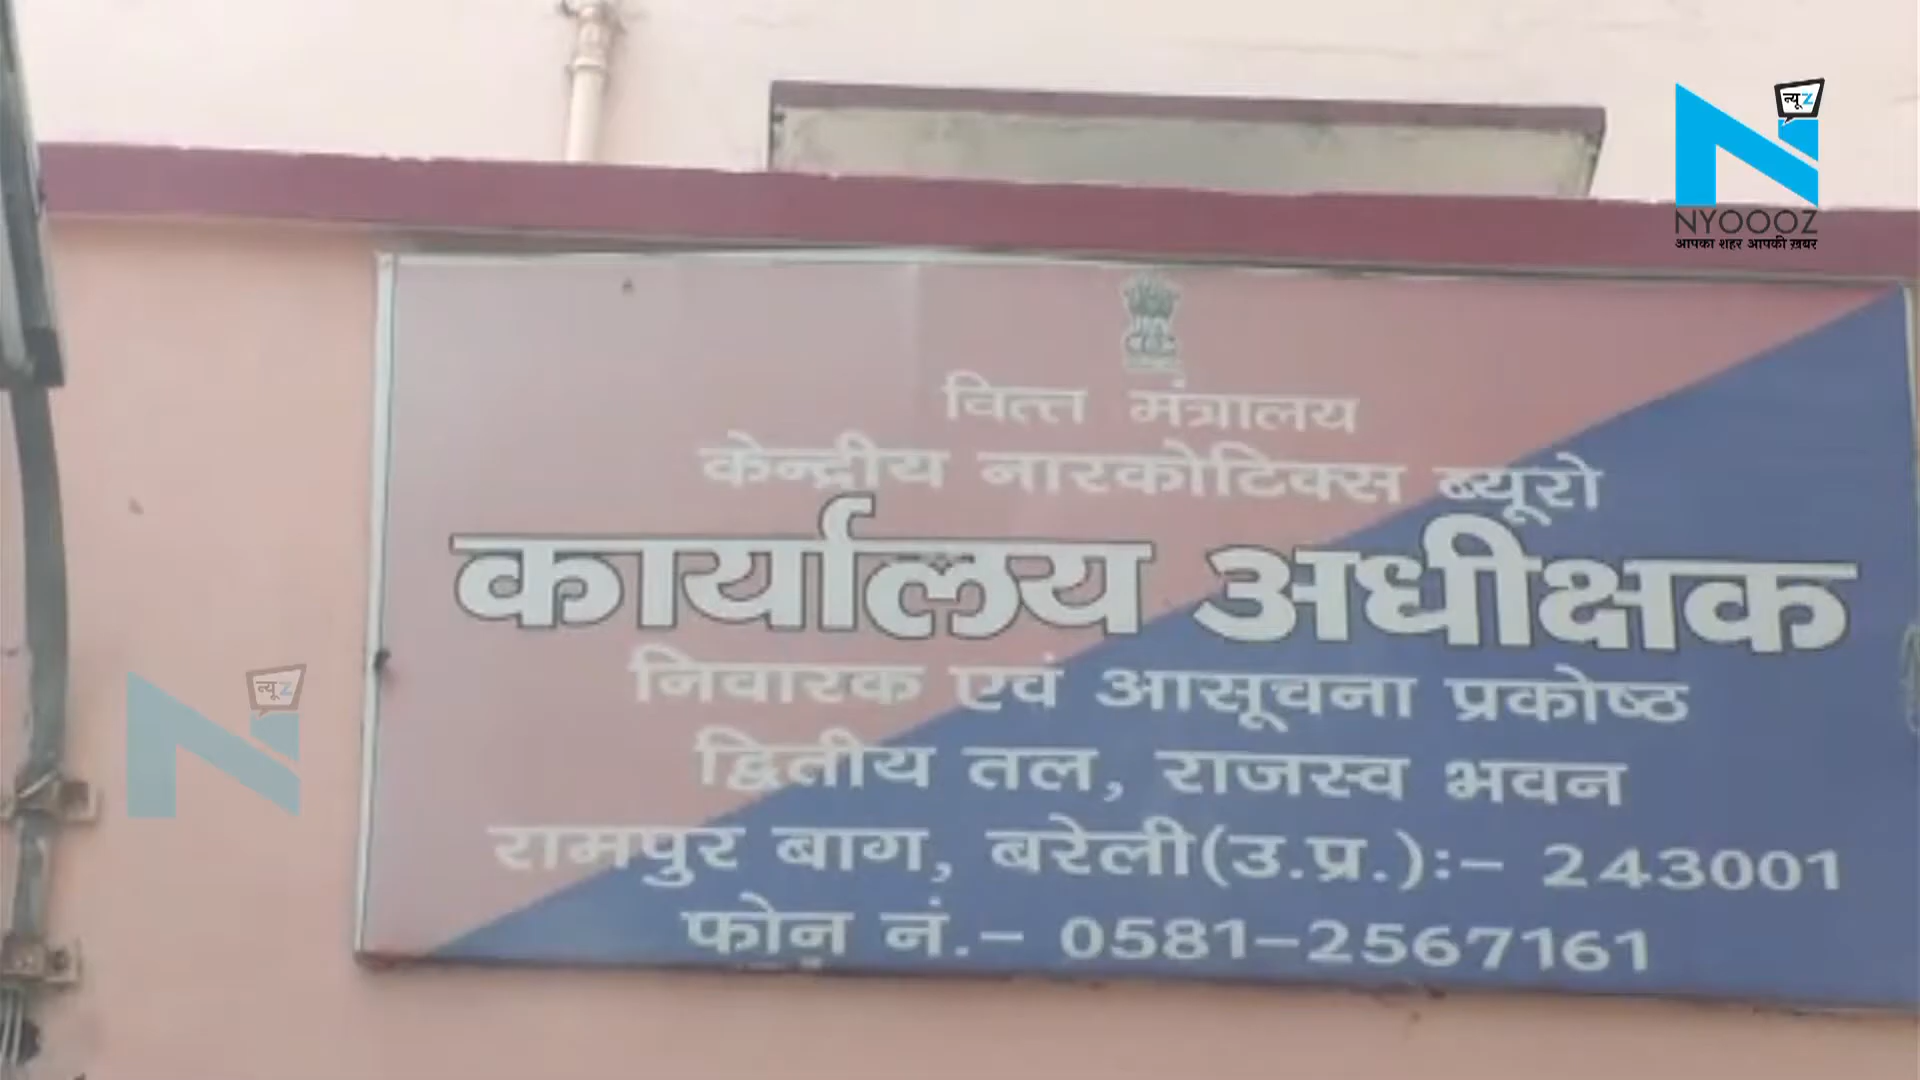 न्यूZ
NYOOOZ
आपका शहर आपकी ख़बर
वित्त मंत्रालय
केन्द्रीय नारकोटिक्स ब्यूरो
कार्यालय अधीक्षक
निवारक एवं आसूचना प्रकोष्ठ
द्वितीय तल, राजस्व भवन
रामपुर बाग, बरेली(उ.प्र.):– 243001
फोन नं.– 0581–2567161
न्यूZ